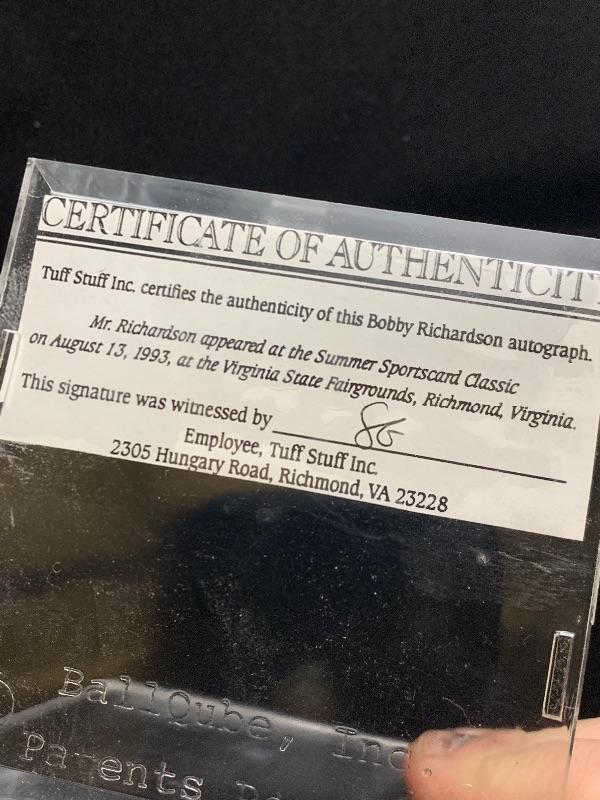 CERTIFICATE OF AUTHENTICIT
Tuff Stuff Inc. certifies the authenticity of this Bobby Richardson autograph.
Mr. Richardson appeared at the Summer Sportscard Classic
on August 13, 1993, at the Virginia State Fairgrounds, Richmond, Virginia.
This signature was witnessed by
Employee, Tuff Stuff Inc.
2305 Hungary Road, Richmond, VA 23228
BallQube, Inc.
Patents